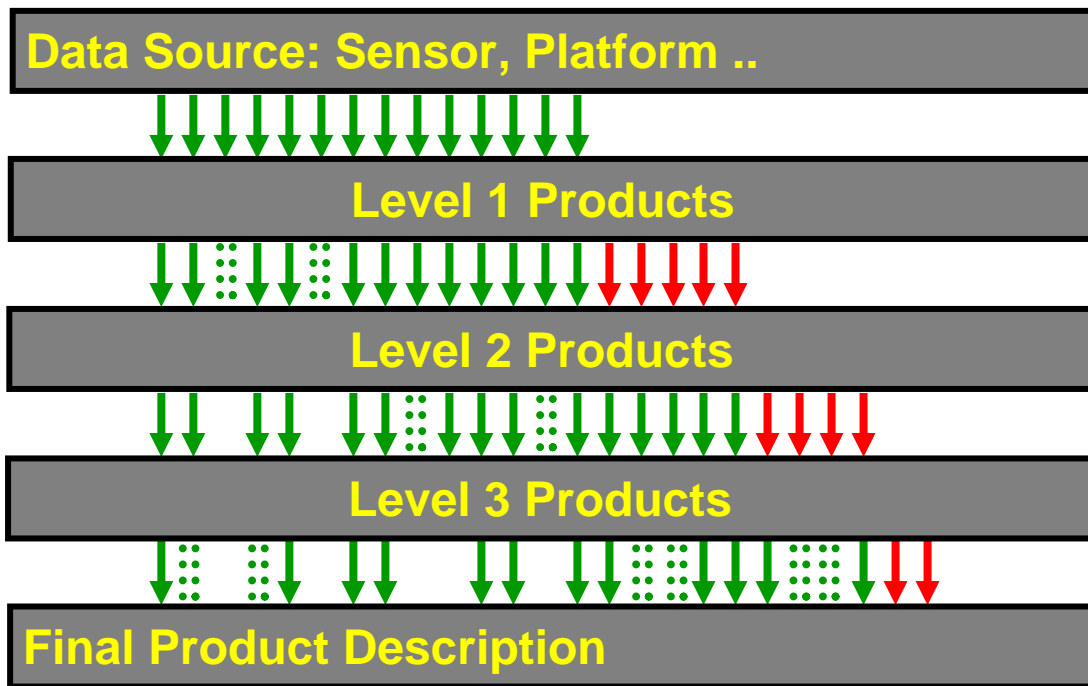 Data Source: Sensor, Platform ..
Level 1 Products
Level 2 Products
Level 3 Products
Final Product Description